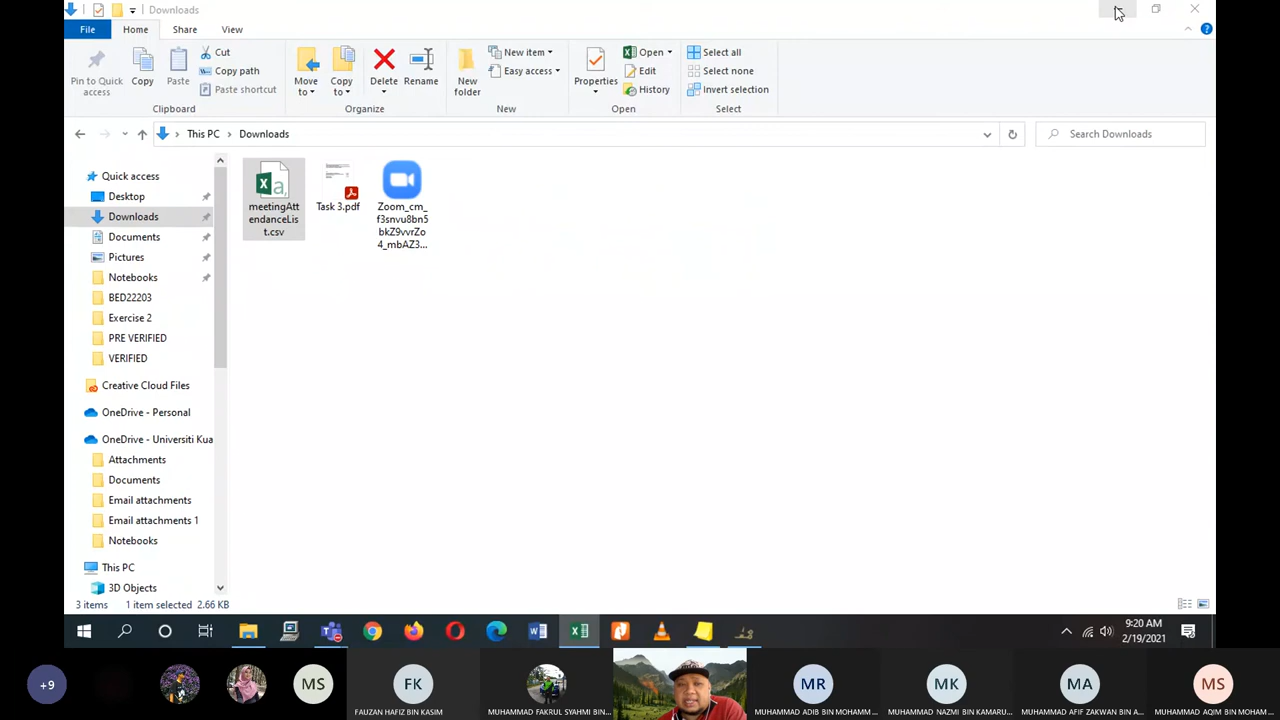 Downloads
File Home Share View
Pin to Quick access
Copy
Paste
Cut
Copy path
Paste shortcut
Clipboard
Move to
Copy to
Delete
Rename
Organize
New folder
New item
Easy access
New
Properties
Open
Edit
History
Open
Select all
Select none
Invert selection
Select
This PC Downloads
Search Downloads
Quick access
Desktop
Downloads
Documents
Pictures
Notebooks
BED22203
Exercise 2
PRE VERIFIED
VERIFIED
Creative Cloud Files
OneDrive - Personal
OneDrive - Universiti Kua
Attachments
Documents
Email attachments
Email attachments 1
Notebooks
This PC
3D Objects
meetingAtt
endanceLis
t.csv
Task 3.pdf
Zoom_cm_
f3snvu8bn5
bkZ9vvrZo
4_mbAZ3...
3 items 1 item selected 2.66 KB
9:20 AM
2/19/2021
+9
MS
FK
FAUZAN HAFIZ BIN KASIM
MUHAMMAD FAKRUL SYAHMI BIN...
MR
MUHAMMAD ADIB BIN MOHAMM...
MK
MUHAMMAD NAZMI BIN KAMARU...
MA
MUHAMMAD AFIF ZAKWAN BIN A...
MS
MUHAMMAD AQIM BIN MOHAM...